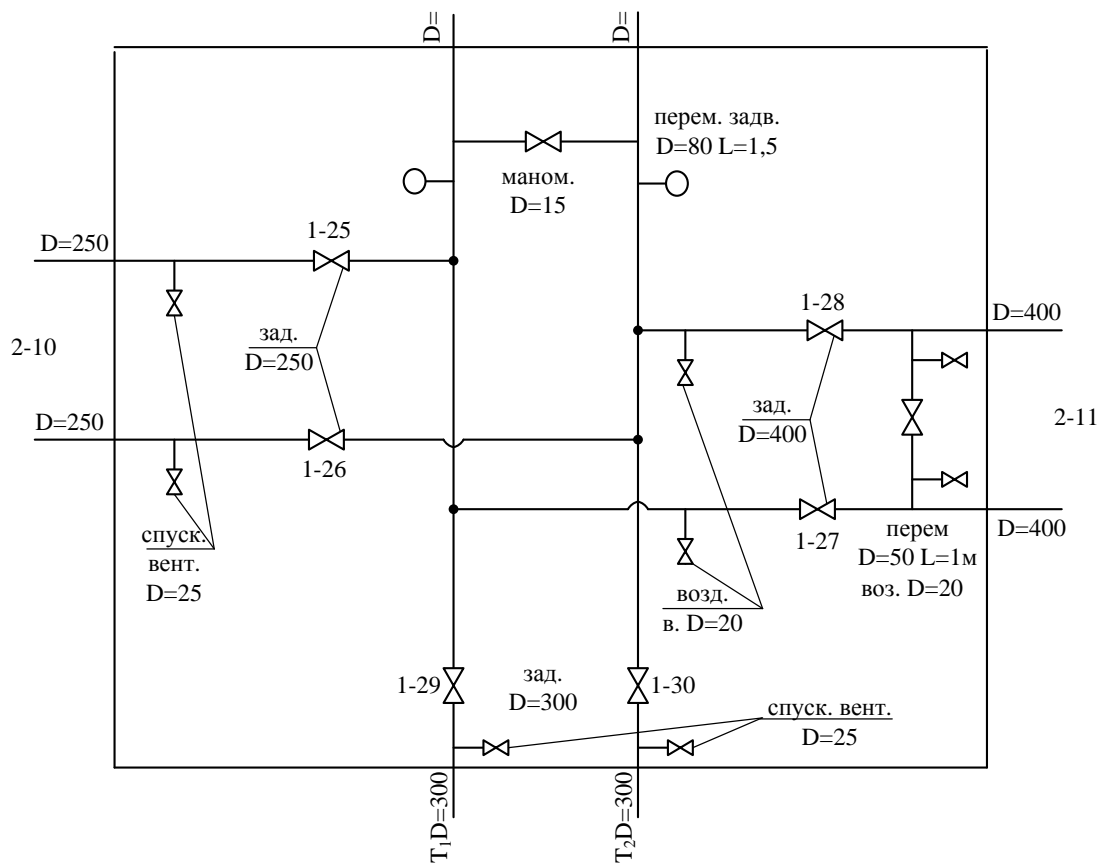 D=
D=
перем. задв.
D=80 L=1,5
маном.
D=15
1-25
D=250
1-28
D=400
2-10
зад.
D=250
зад.
D=400
2-11
D=250
1-26
1-27
D=400
спуск.
вент.
D=25
перем
D=50 L=1м
воз. D=20
возд.
в. D=20
1-29
зад.
D=300
1-30
спуск. вент.
D=25
T₁D=300
T₂D=300